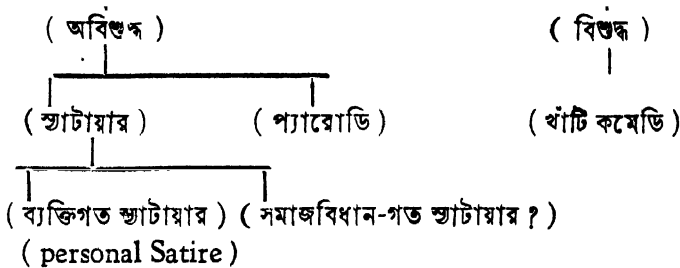 ( অবিশুদ্ধ ) ( বিশুদ্ধ )
( স্যাটায়ার ) ( প্যারোডি ) ( খাঁটি কমেডি )
( ব্যক্তিগত স্যাটায়ার ) ( সমাজবিধান-গত স্যাটায়ার ? )
( personal Satire )